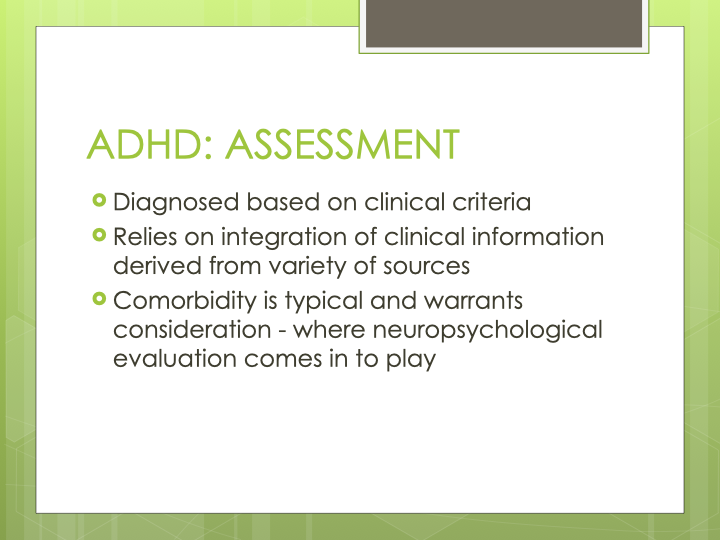 ADHD: ASSESSMENT
Diagnosed based on clinical criteria
Relies on integration of clinical information
derived from variety of sources
Comorbidity is typical and warrants
consideration - where neuropsychological
evaluation comes in to play